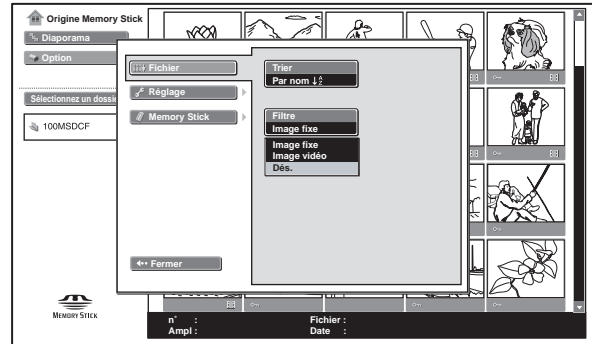 Origine Memory Stick
Diaporama
Option
Sélectionnez un dossie
100MSDCF
Fichier
Réglage
Memory Stick
Fermer
Trier
Par nom
Filtre
Image fixe
Image fixe
Image vidéo
Dés.
MEMORY STICK
n° : Fichier :
Ampl : Date :